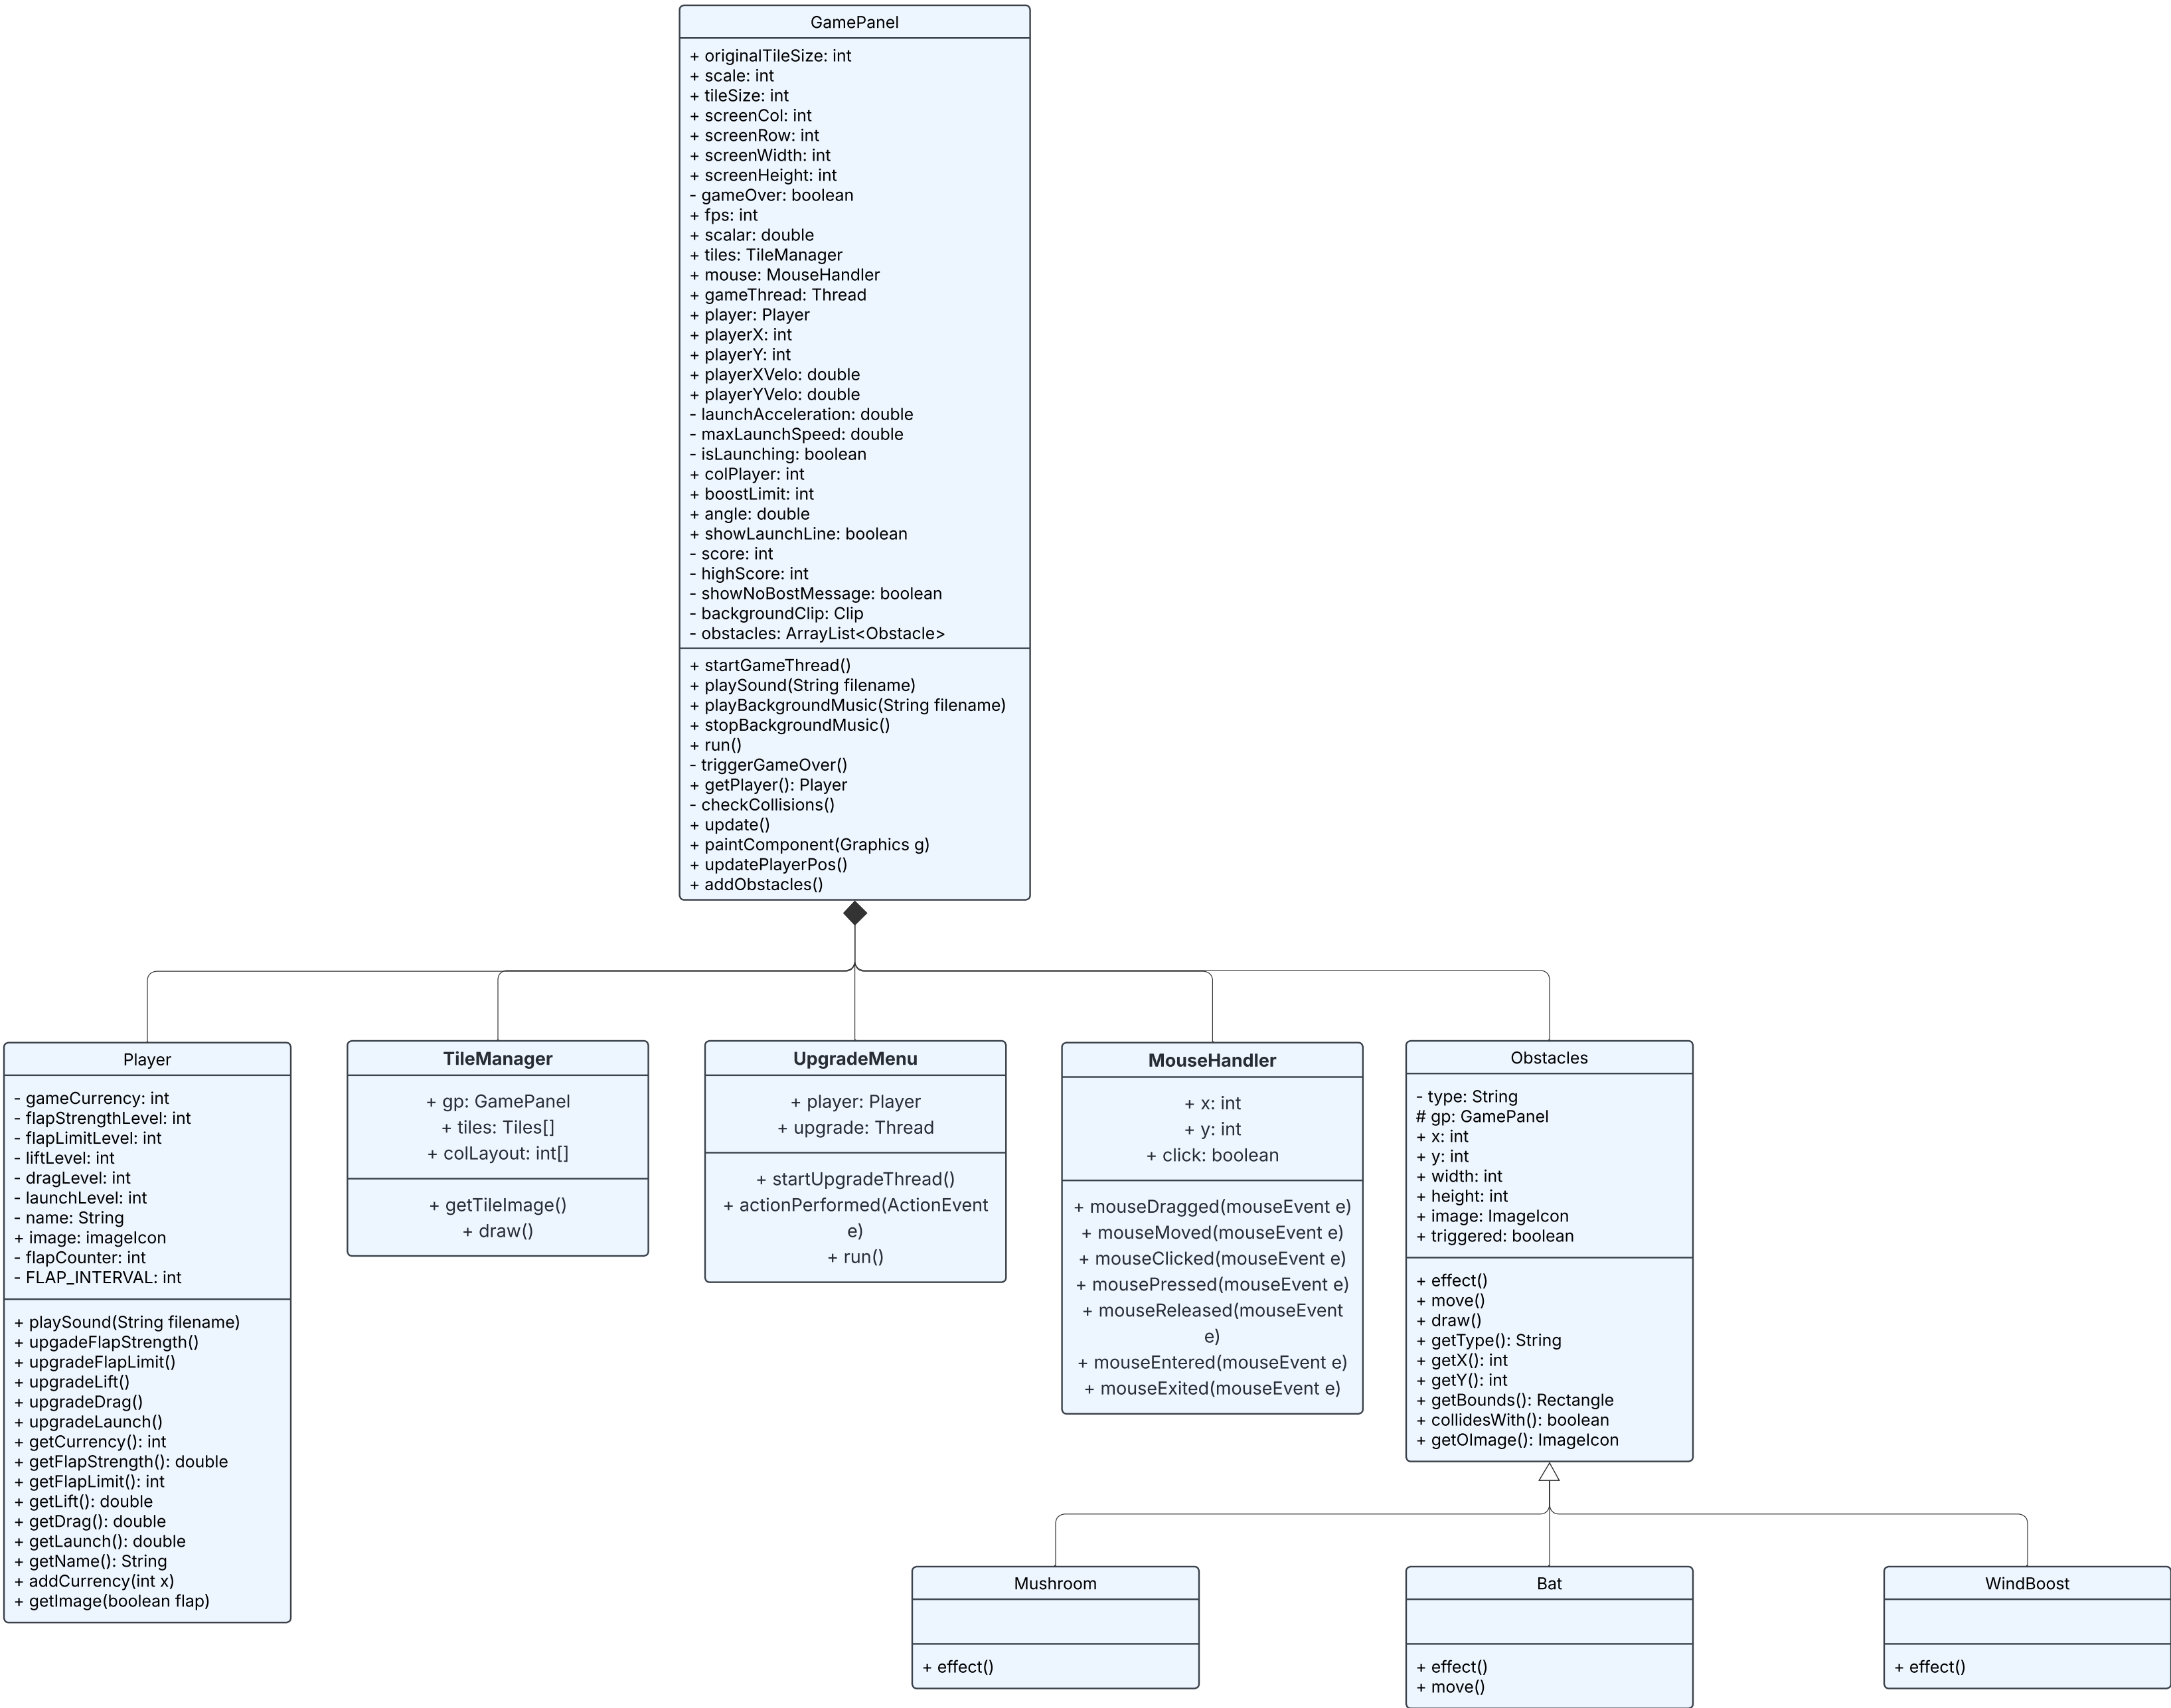 GamePanel
+ originalTileSize: int
+ scale: int
+ tileSize: int
+ screenCol: int
+ screenRow: int
+ screenWidth: int
+ screenHeight: int
- gameOver: boolean
+ fps: int
+ scalar: double
+ tiles: TileManager
+ mouse: MouseHandler
+ gameThread: Thread
+ player: Player
+ playerX: int
+ playerY: int
+ playerXVelo: double
+ playerYVelo: double
- launchAcceleration: double
- maxLaunchSpeed: double
- isLaunching: boolean
+ colPlayer: int
+ boostLimit: int
+ angle: double
+ showLaunchLine: boolean
- score: int
- highScore: int
- showNoBostMessage: boolean
- backgroundClip: Clip
- obstacles: ArrayList<Obstacle>
+ startGameThread()
+ playSound(String filename)
+ playBackgroundMusic(String filename)
+ stopBackgroundMusic()
+ run()
- triggerGameOver()
+ getPlayer(): Player
- checkCollisions()
+ update()
+ paintComponent(Graphics g)
+ updatePlayerPos()
+ addObstacles()
Player
- gameCurrency: int
- flapStrengthLevel: int
- flapLimitLevel: int
- liftLevel: int
- dragLevel: int
- launchLevel: int
- name: String
+ image: imageIcon
- flapCounter: int
- FLAP_INTERVAL: int
+ playSound(String filename)
+ upgadeFlapStrength()
+ upgradeFlapLimit()
+ upgradeLift()
+ upgradeDrag()
+ upgradeLaunch()
+ getCurrency(): int
+ getFlapStrength(): double
+ getFlapLimit(): int
+ getLift(): double
+ getDrag(): double
+ getLaunch(): double
+ getName(): String
+ addCurrency(int x)
+ getImage(boolean flap)
TileManager
+ gp: GamePanel
+ tiles: Tiles[]
+ colLayout: int[]
+ getTileImage()
+ draw()
UpgradeMenu
+ player: Player
+ upgrade: Thread
+ startUpgradeThread()
+ actionPerformed(ActionEvent
e)
+ run()
MouseHandler
+ x: int
+ y: int
+ click: boolean
+ mouseDragged(mouseEvent e)
+ mouseMoved(mouseEvent e)
+ mouseClicked(mouseEvent e)
+ mousePressed(mouseEvent e)
+ mouseReleased(mouseEvent
e)
+ mouseEntered(mouseEvent e)
+ mouseExited(mouseEvent e)
Obstacles
- type: String
# gp: GamePanel
+ x: int
+ y: int
+ width: int
+ height: int
+ image: ImageIcon
+ triggered: boolean
+ effect()
+ move()
+ draw()
+ getType(): String
+ getX(): int
+ getY(): int
+ getBounds(): Rectangle
+ collidesWith(): boolean
+ getOImage(): ImageIcon
Mushroom
+ effect()
Bat
+ effect()
+ move()
WindBoost
+ effect()